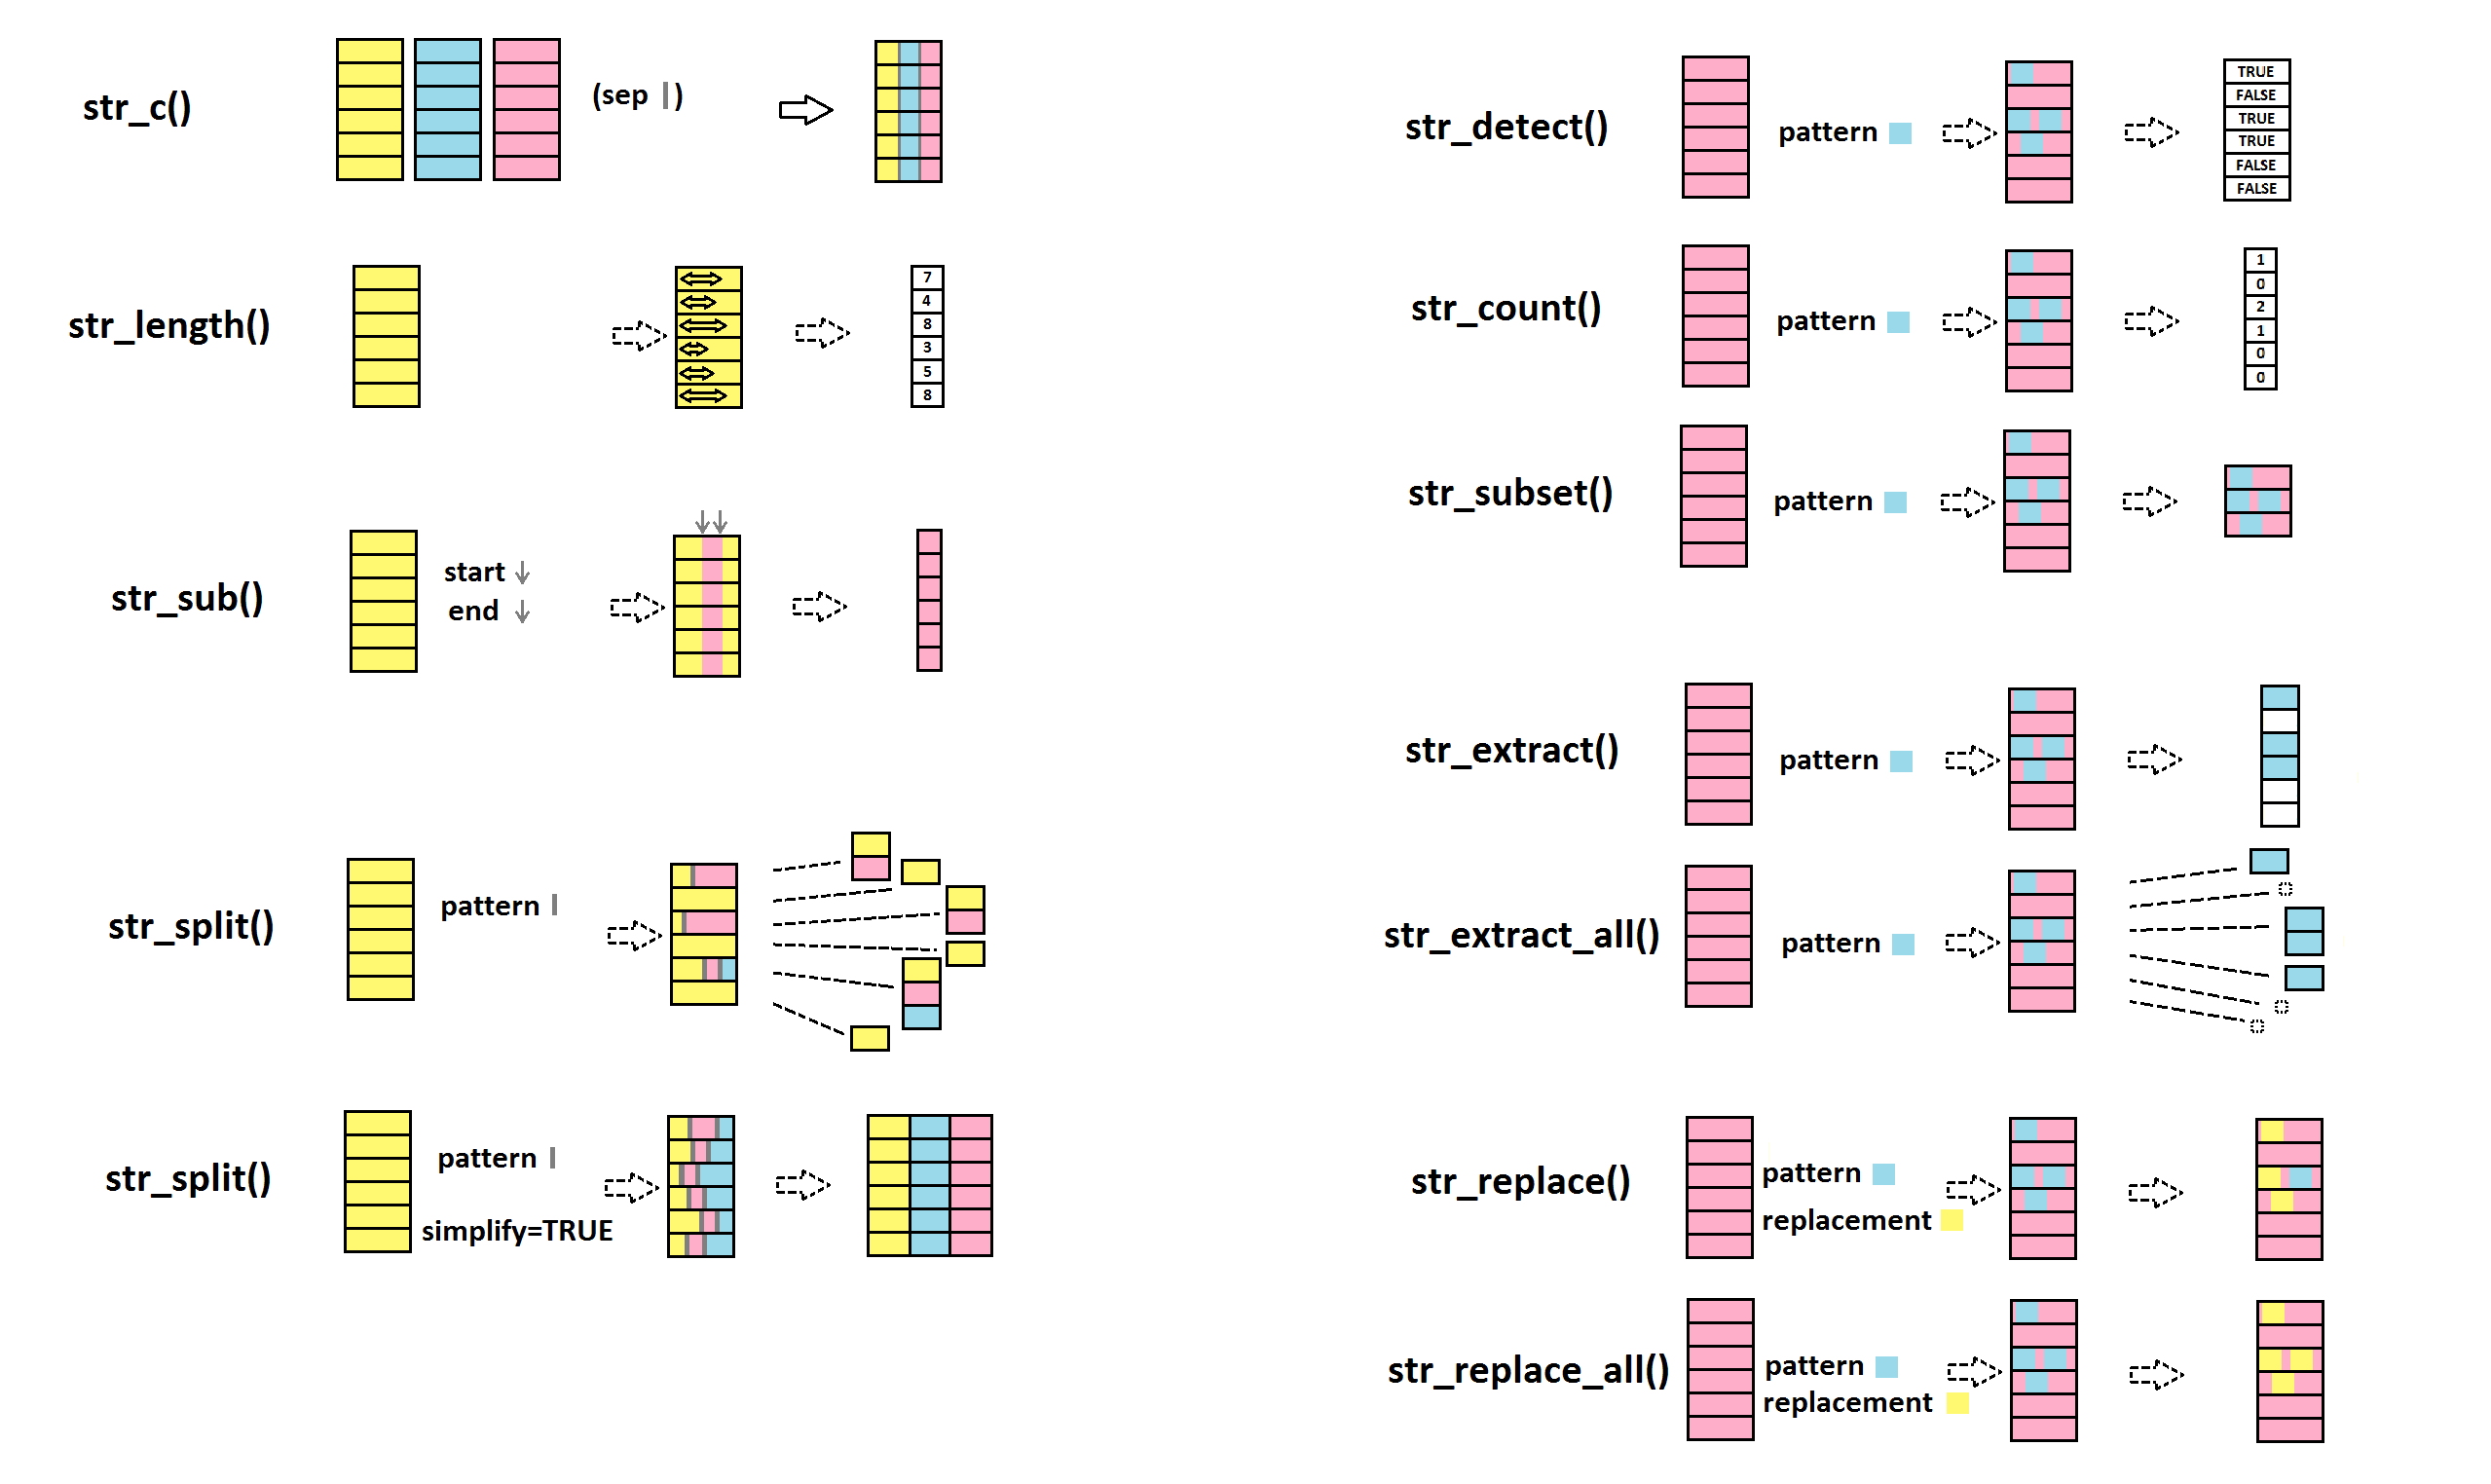 str_c()
(sep |)
str_length()
7
4
8
3
5
8
str_sub()
start ↓
end ↓
str_split()
pattern |
str_split()
pattern |
simplify=TRUE
str_detect()
pattern
TRUE
FALSE
TRUE
TRUE
FALSE
FALSE
str_count()
pattern
1
0
2
1
0
0
str_subset()
pattern
str_extract()
pattern
str_extract_all()
pattern
str_replace()
pattern
replacement
str_replace_all()
pattern
replacement